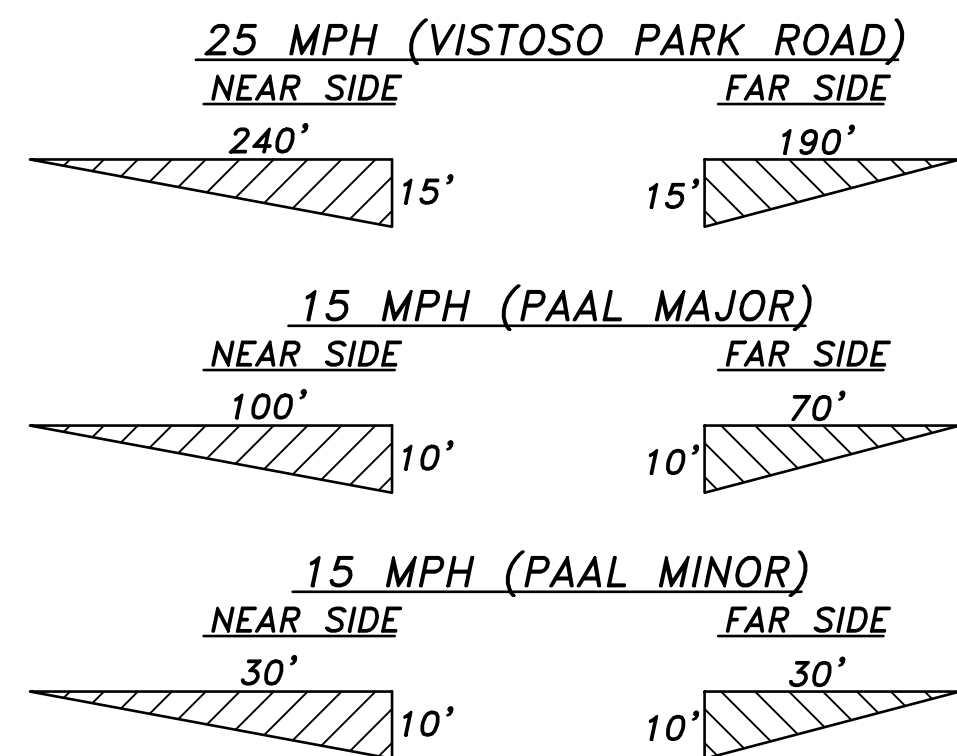 25 MPH (VISTOSO PARK ROAD)
NEAR SIDE FAR SIDE
240' 190'
15' 15'
15 MPH (PAAL MAJOR)
NEAR SIDE FAR SIDE
100' 70'
10' 10'
15 MPH (PAAL MINOR)
NEAR SIDE FAR SIDE
30' 30'
10' 10'